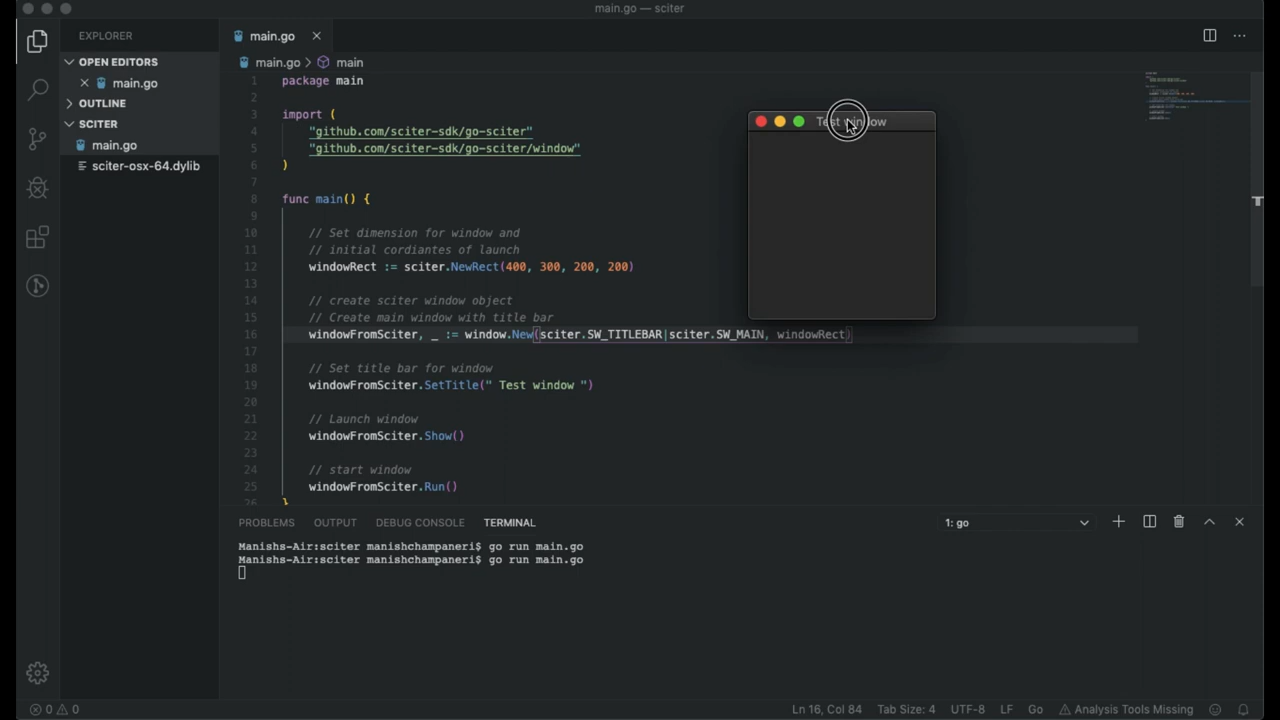 main.go — sciter
EXPLORER
OPEN EDITORS
main.go
OUTLINE
SCITER
main.go
sciter-osx-64.dylib
main.go
main.go > main
1 package main
2
3 import (
4 "github.com/sciter-sdk/go-sciter"
5 "github.com/sciter-sdk/go-sciter/window"
6 )
7
8 func main() {
9
10 // Set dimension for window and
11 // initial cordiantes of launch
12 windowRect := sciter.NewRect(400, 300, 200, 200)
13
14 // create sciter window object
15 // Create main window with title bar
16 windowFromSciter, _ := window.New(sciter.SW_TITLEBAR|sciter.SW_MAIN, windowRect)
17
18 // Set title bar for window
19 windowFromSciter.SetTitle(" Test window ")
20
21 // Launch window
22 windowFromSciter.Show()
23
24 // start window
25 windowFromSciter.Run()
26 }
Test window
PROBLEMS OUTPUT DEBUG CONSOLE TERMINAL 1: go
Manishs-Air:sciter manishchampaneri$ go run main.go
Manishs-Air:sciter manishchampaneri$ go run main.go
0 0 Ln 16, Col 84 Tab Size: 4 UTF-8 LF Go Analysis Tools Missing